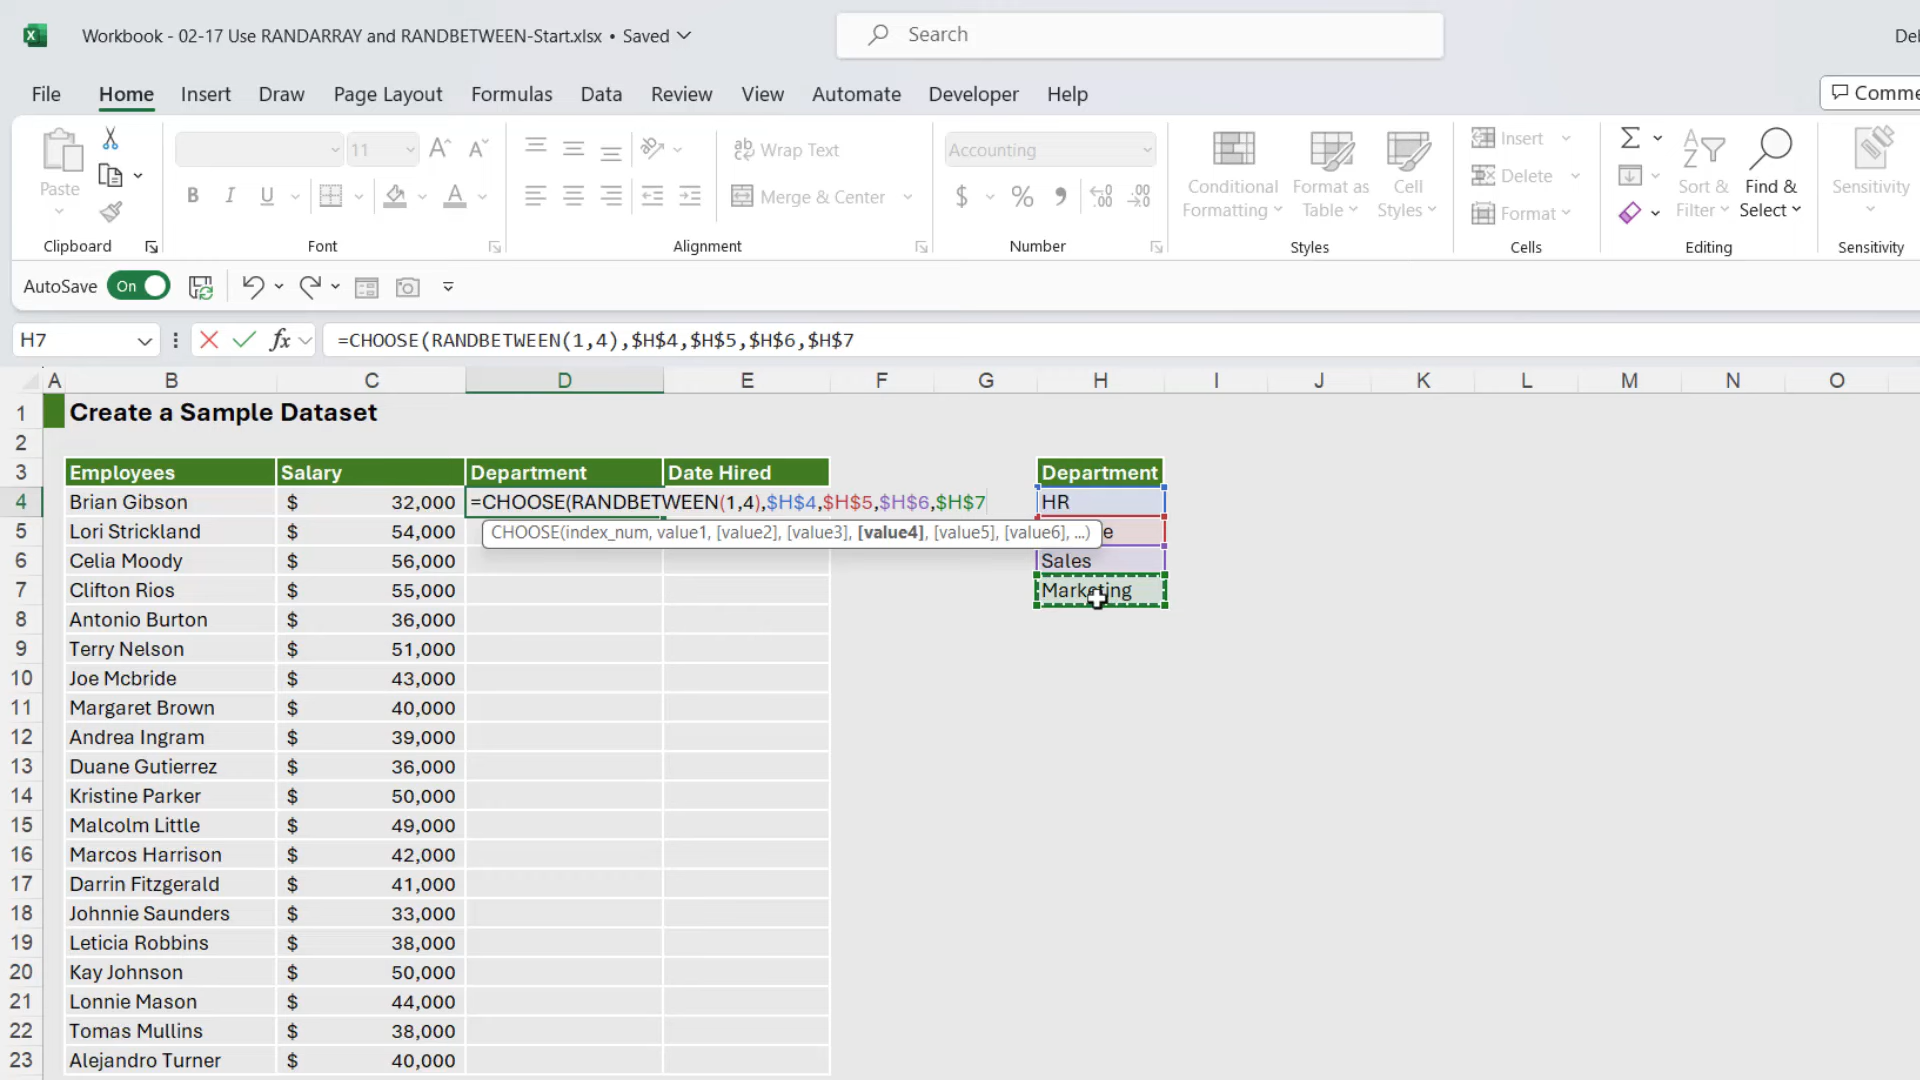 Workbook - 02-17 Use RANDARRAY and RANDBETWEEN-Start.xlsx • Saved
Search
File Home Insert Draw Page Layout Formulas Data Review View Automate Developer Help
Paste
Clipboard
11
B I U
Font
Wrap Text
Merge & Center
Alignment
Accounting
$ % ,
Number
Conditional Formatting
Format as Table
Cell Styles
Styles
Insert
Delete
Format
Cells
Sort & Filter
Find & Select
Editing
Sensitivity
Sensitivity
AutoSave On
H7 fx =CHOOSE(RANDBETWEEN(1,4),$H$4,$H$5,$H$6,$H$7
A B C D E F G H I J K L M N O
1 Create a Sample Dataset
2
3 Employees Salary Department Date Hired Department
4 Brian Gibson $ 32,000 =CHOOSE(RANDBETWEEN(1,4),$H$4,$H$5,$H$6,$H$7 HR
CHOOSE(index_num, value1, [value2], [value3], [value4], [value5], [value6], ...)
5 Lori Strickland $ 54,000
6 Celia Moody $ 56,000 Sales
7 Clifton Rios $ 55,000 Marketing
8 Antonio Burton $ 36,000
9 Terry Nelson $ 51,000
10 Joe Mcbride $ 43,000
11 Margaret Brown $ 40,000
12 Andrea Ingram $ 39,000
13 Duane Gutierrez $ 36,000
14 Kristine Parker $ 50,000
15 Malcolm Little $ 49,000
16 Marcos Harrison $ 42,000
17 Darrin Fitzgerald $ 41,000
18 Johnnie Saunders $ 33,000
19 Leticia Robbins $ 38,000
20 Kay Johnson $ 50,000
21 Lonnie Mason $ 44,000
22 Tomas Mullins $ 38,000
23 Alejandro Turner $ 40,000